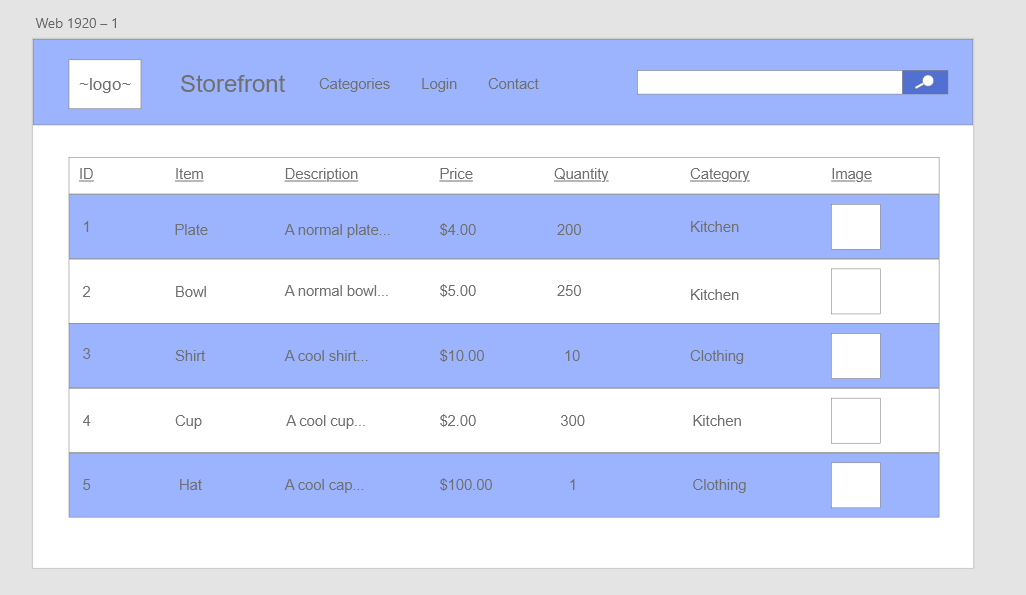 Web 1920 – 1
~logo~ Storefront Categories Login Contact
ID Item Description Price Quantity Category Image
1 Plate A normal plate... $4.00 200 Kitchen
2 Bowl A normal bowl... $5.00 250 Kitchen
3 Shirt A cool shirt... $10.00 10 Clothing
4 Cup A cool cup... $2.00 300 Kitchen
5 Hat A cool cap... $100.00 1 Clothing